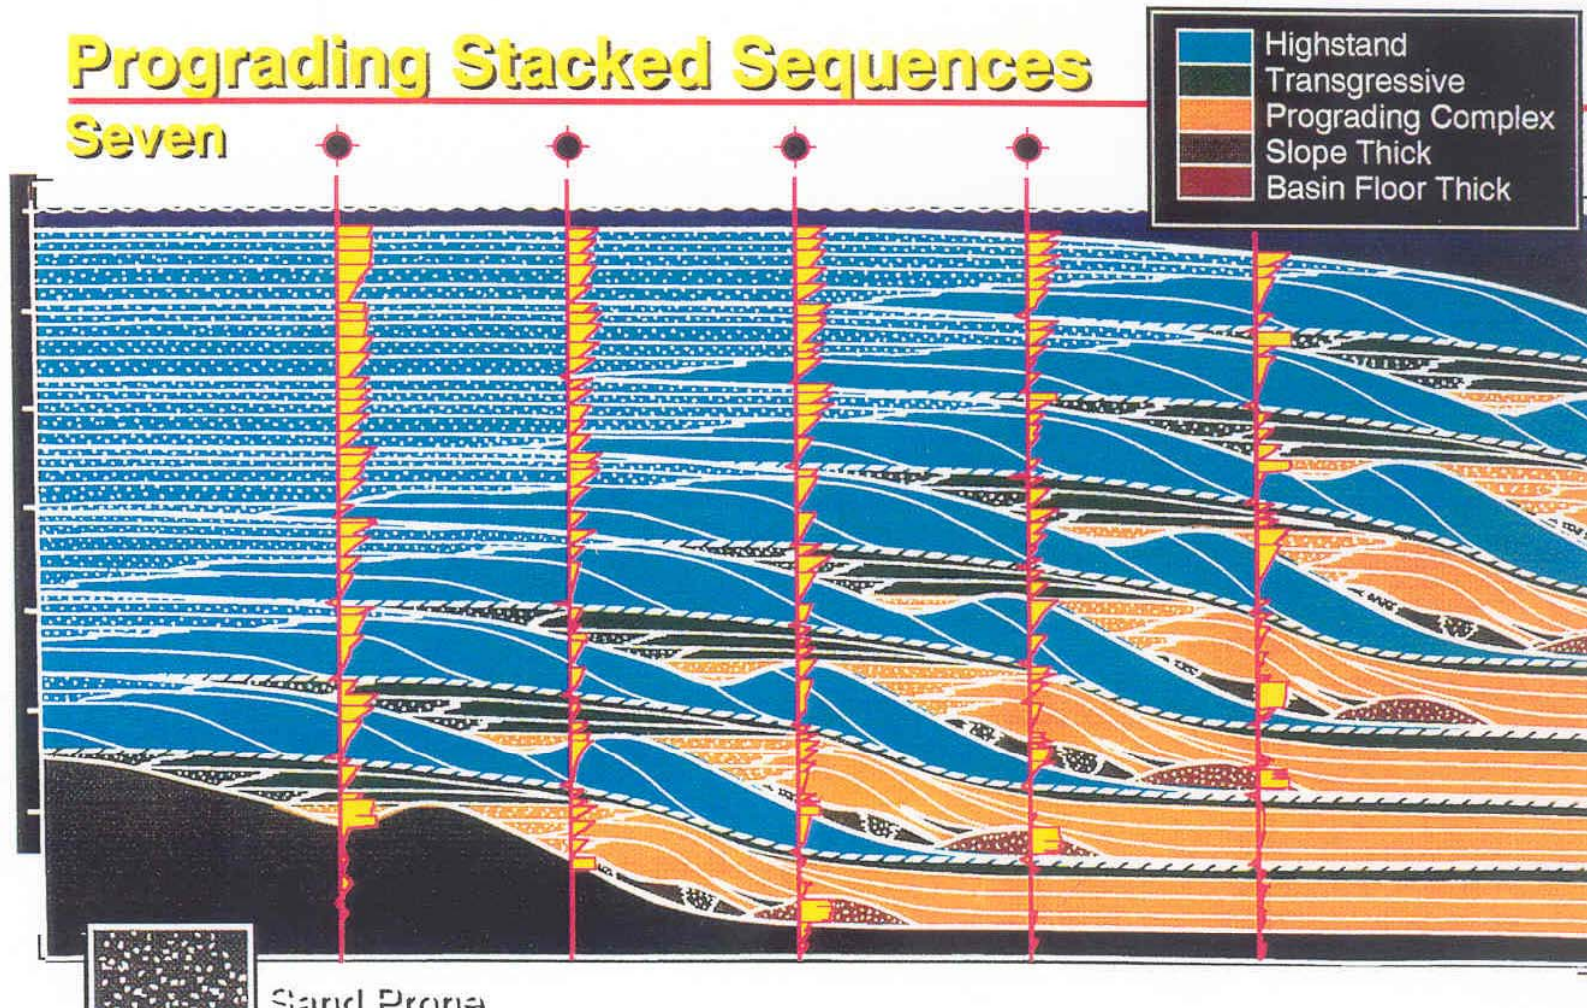 Prograding Stacked Sequences
Seven
Highstand
Transgressive
Prograding Complex
Slope Thick
Basin Floor Thick
Sand Prone